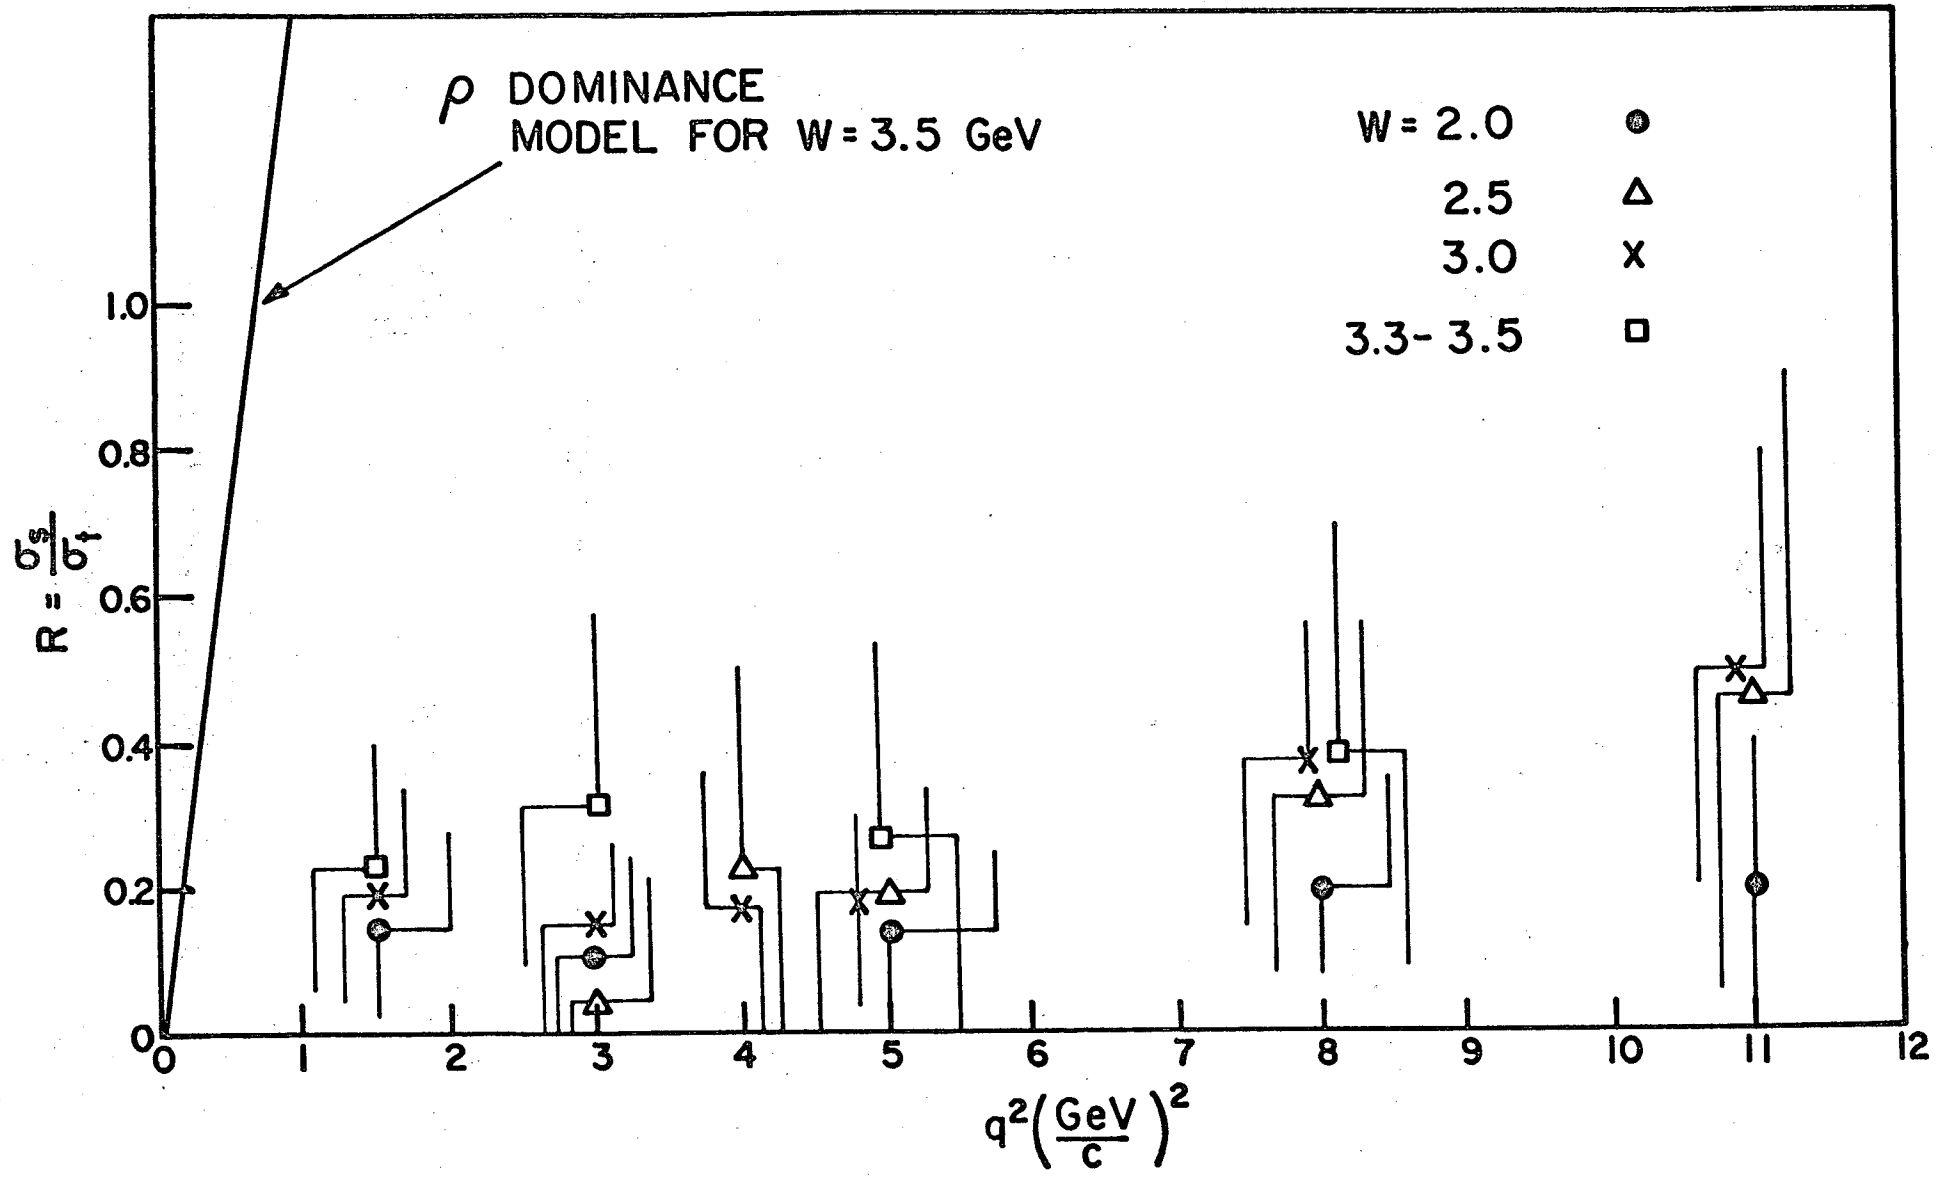 ρ DOMINANCE
MODEL FOR W = 3.5 GeV
W = 2.0
2.5
3.0
3.3 - 3.5
1.0
0.8
0.6
0.4
0.2
0
R = σs/σt
0 1 2 3 4 5 6 7 8 9 10 11 12
q² (GeV/c)²